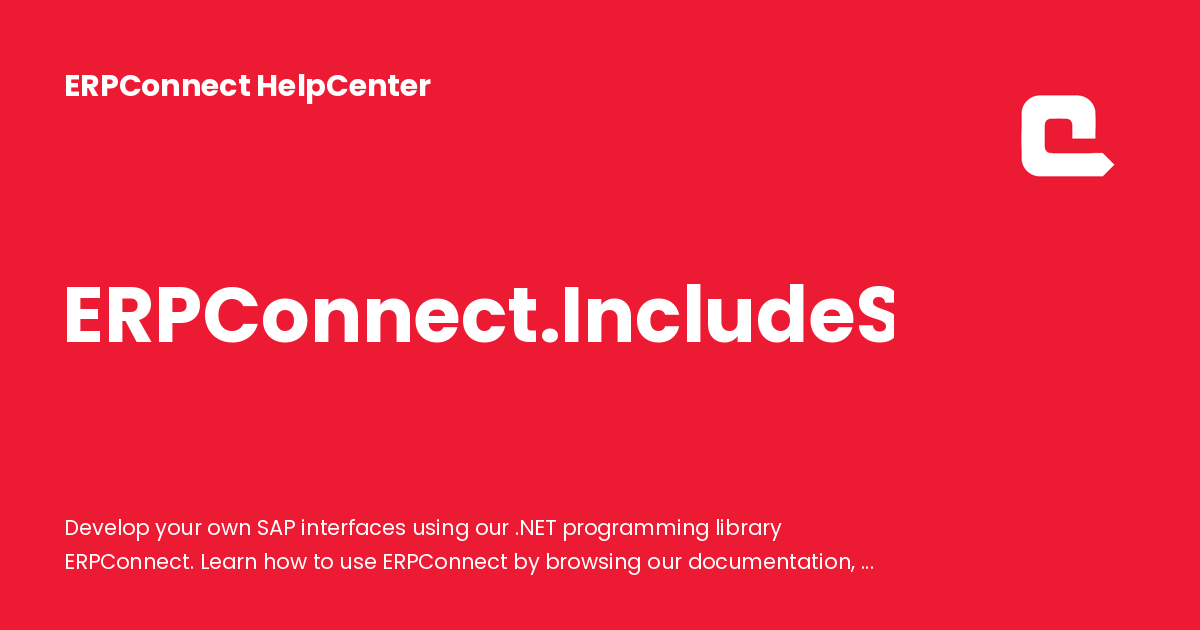 ERPConnect HelpCenter
ERPConnect.IncludeS
Develop your own SAP interfaces using our .NET programming library
ERPConnect. Learn how to use ERPConnect by browsing our documentation, ...